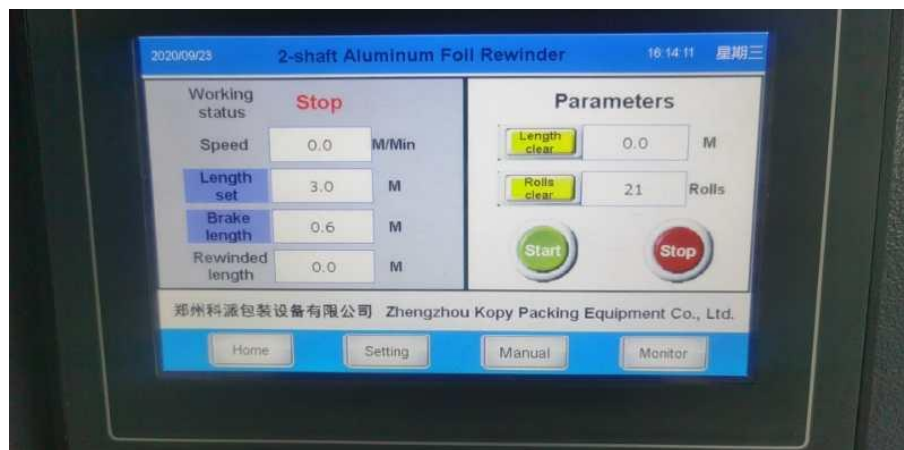 2020/09/23 2-shaft Aluminum Foil Rewinder 16:14:11 星期三
Working status Stop
Speed 0.0 M/Min
Length set 3.0 M
Brake length 0.6 M
Rewinded length 0.0 M
Parameters
Length clear 0.0 M
Rolls clear 21 Rolls
Start Stop
郑州科派包装设备有限公司 Zhengzhou Kopy Packing Equipment Co., Ltd.
Home Setting Manual Monitor